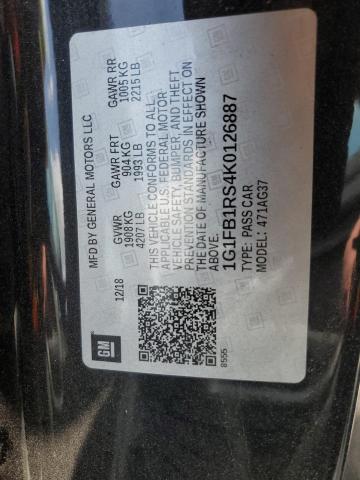 GM
12/18
MFD BY GENERAL MOTORS LLC
GVWR GAWR FRT GAWR RR
1908 KG 904 KG 1005 KG
4207 LB 1993 LB 2215 LB
THIS VEHICLE CONFORMS TO ALL
APPLICABLE U.S. FEDERAL MOTOR
VEHICLE SAFETY, BUMPER, AND THEFT
PREVENTION STANDARDS IN EFFECT ON
THE DATE OF MANUFACTURE SHOWN
ABOVE.
1G1FB1RS4K0126887
TYPE: PASS CAR
MODEL: 471AG37
8555